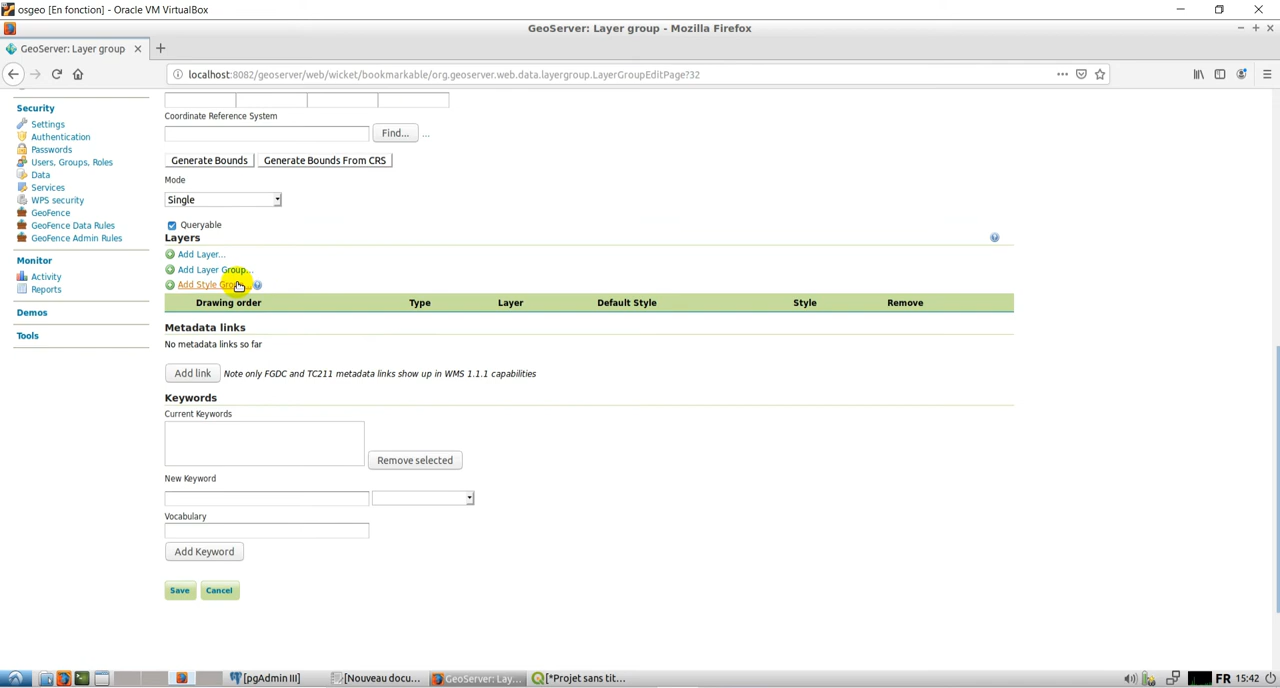 osgeo [En fonction] - Oracle VM VirtualBox
GeoServer: Layer group - Mozilla Firefox
GeoServer: Layer group
localhost:8082/geoserver/web/wicket/bookmarkable/org.geoserver.web.data.layergroup.LayerGroupEditPage?32
Security
Settings
Authentication
Passwords
Users, Groups, Roles
Data
Services
WPS security
GeoFence
GeoFence Data Rules
GeoFence Admin Rules
Monitor
Activity
Reports
Demos
Tools
Coordinate Reference System
Find... ...
Generate Bounds Generate Bounds From CRS
Mode
Single
Queryable
Layers
Add Layer...
Add Layer Group...
Add Style Group...
Drawing order Type Layer Default Style Style Remove
Metadata links
No metadata links so far
Add link Note only FGDC and TC211 metadata links show up in WMS 1.1.1 capabilities
Keywords
Current Keywords
Remove selected
New Keyword
Vocabulary
Add Keyword
Save Cancel
[pgAdmin III] [Nouveau docu... GeoServer: Lay... [*Projet sans tit... FR 15:42